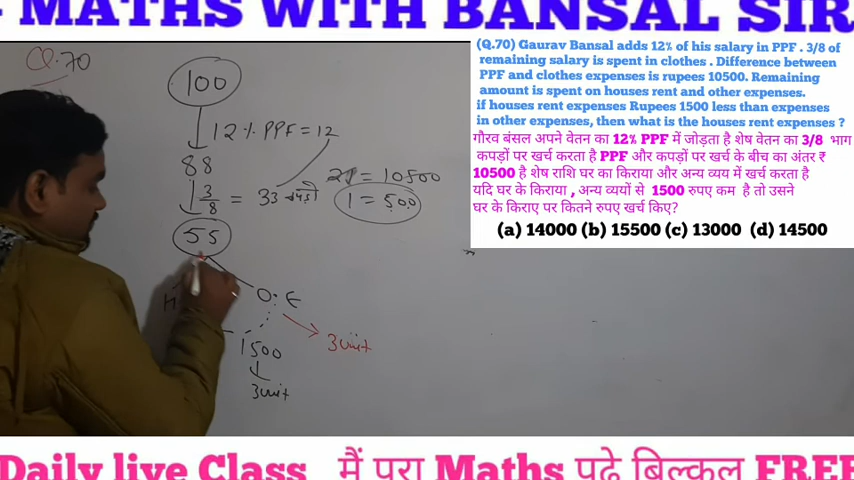 - MATHS WITH BANSAL SIR
Q.70
100
12% PPF = 12
88
3/8 = 33 कपड़ो
21 = 10500
1 = 500
55
H
O.E
3 unit
1500
3 unit
(Q.70) Gaurav Bansal adds 12% of his salary in PPF . 3/8 of
remaining salary is spent in clothes . Difference between
PPF and clothes expenses is rupees 10500. Remaining
amount is spent on houses rent and other expenses.
if houses rent expenses Rupees 1500 less than expenses
in other expenses, then what is the houses rent expenses ?
गौरव बंसल अपने वेतन का 12% PPF में जोड़ता है शेष वेतन का 3/8 भाग
कपड़ों पर खर्च करता है PPF और कपड़ों पर खर्च के बीच का अंतर ₹
10500 है शेष राशि घर का किराया और अन्य व्यय में खर्च करता है
यदि घर के किराया , अन्य व्ययों से 1500 रुपए कम है तो उसने
घर के किराए पर कितने रुपए खर्च किए?
(a) 14000 (b) 15500 (c) 13000 (d) 14500
Daily live Class में पूरा Maths पढ़े बिल्कुल FREE